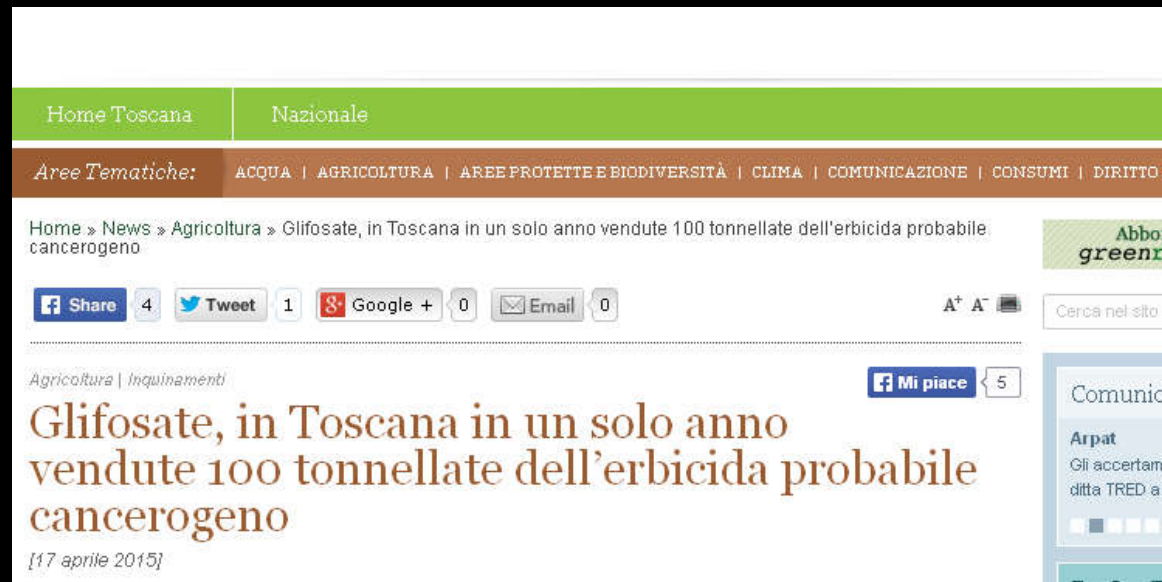 Home Toscana Nazionale
Aree Tematiche: ACQUA | AGRICOLTURA | AREE PROTETTE E BIODIVERSITÀ | CLIMA | COMUNICAZIONE | CONSUMI | DIRITTO
Home » News » Agricoltura » Glifosate, in Toscana in un solo anno vendute 100 tonnellate dell'erbicida probabile
cancerogeno
Share 4 Tweet 1 Google + 0 Email 0 A+ A-
Agricoltura | Inquinamenti
Mi piace 5
Glifosate, in Toscana in un solo anno
vendute 100 tonnellate dell’erbicida probabile
cancerogeno
[17 aprile 2015]
Cerca nel sito
Arpat
ditta TRED a